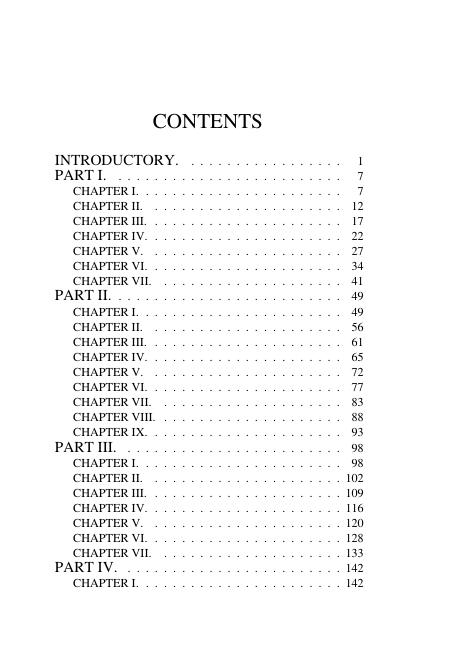 CONTENTS
INTRODUCTORY. . . . . . . . . . . . . . . . . . 1
PART I. . . . . . . . . . . . . . . . . . . . . . . . . 7
CHAPTER I. . . . . . . . . . . . . . . . . . . . . . . 7
CHAPTER II. . . . . . . . . . . . . . . . . . . . . . 12
CHAPTER III. . . . . . . . . . . . . . . . . . . . . . 17
CHAPTER IV. . . . . . . . . . . . . . . . . . . . . . 22
CHAPTER V. . . . . . . . . . . . . . . . . . . . . . 27
CHAPTER VI. . . . . . . . . . . . . . . . . . . . . . 34
CHAPTER VII. . . . . . . . . . . . . . . . . . . . . 41
PART II. . . . . . . . . . . . . . . . . . . . . . . . . 49
CHAPTER I. . . . . . . . . . . . . . . . . . . . . . . 49
CHAPTER II. . . . . . . . . . . . . . . . . . . . . . 56
CHAPTER III. . . . . . . . . . . . . . . . . . . . . . 61
CHAPTER IV. . . . . . . . . . . . . . . . . . . . . . 65
CHAPTER V. . . . . . . . . . . . . . . . . . . . . . 72
CHAPTER VI. . . . . . . . . . . . . . . . . . . . . . 77
CHAPTER VII. . . . . . . . . . . . . . . . . . . . . 83
CHAPTER VIII. . . . . . . . . . . . . . . . . . . . . 88
CHAPTER IX. . . . . . . . . . . . . . . . . . . . . . 93
PART III. . . . . . . . . . . . . . . . . . . . . . . . 98
CHAPTER I. . . . . . . . . . . . . . . . . . . . . . . 98
CHAPTER II. . . . . . . . . . . . . . . . . . . . . . 102
CHAPTER III. . . . . . . . . . . . . . . . . . . . . . 109
CHAPTER IV. . . . . . . . . . . . . . . . . . . . . . 116
CHAPTER V. . . . . . . . . . . . . . . . . . . . . . 120
CHAPTER VI. . . . . . . . . . . . . . . . . . . . . . 128
CHAPTER VII. . . . . . . . . . . . . . . . . . . . . 133
PART IV. . . . . . . . . . . . . . . . . . . . . . . . 142
CHAPTER I. . . . . . . . . . . . . . . . . . . . . . . 142